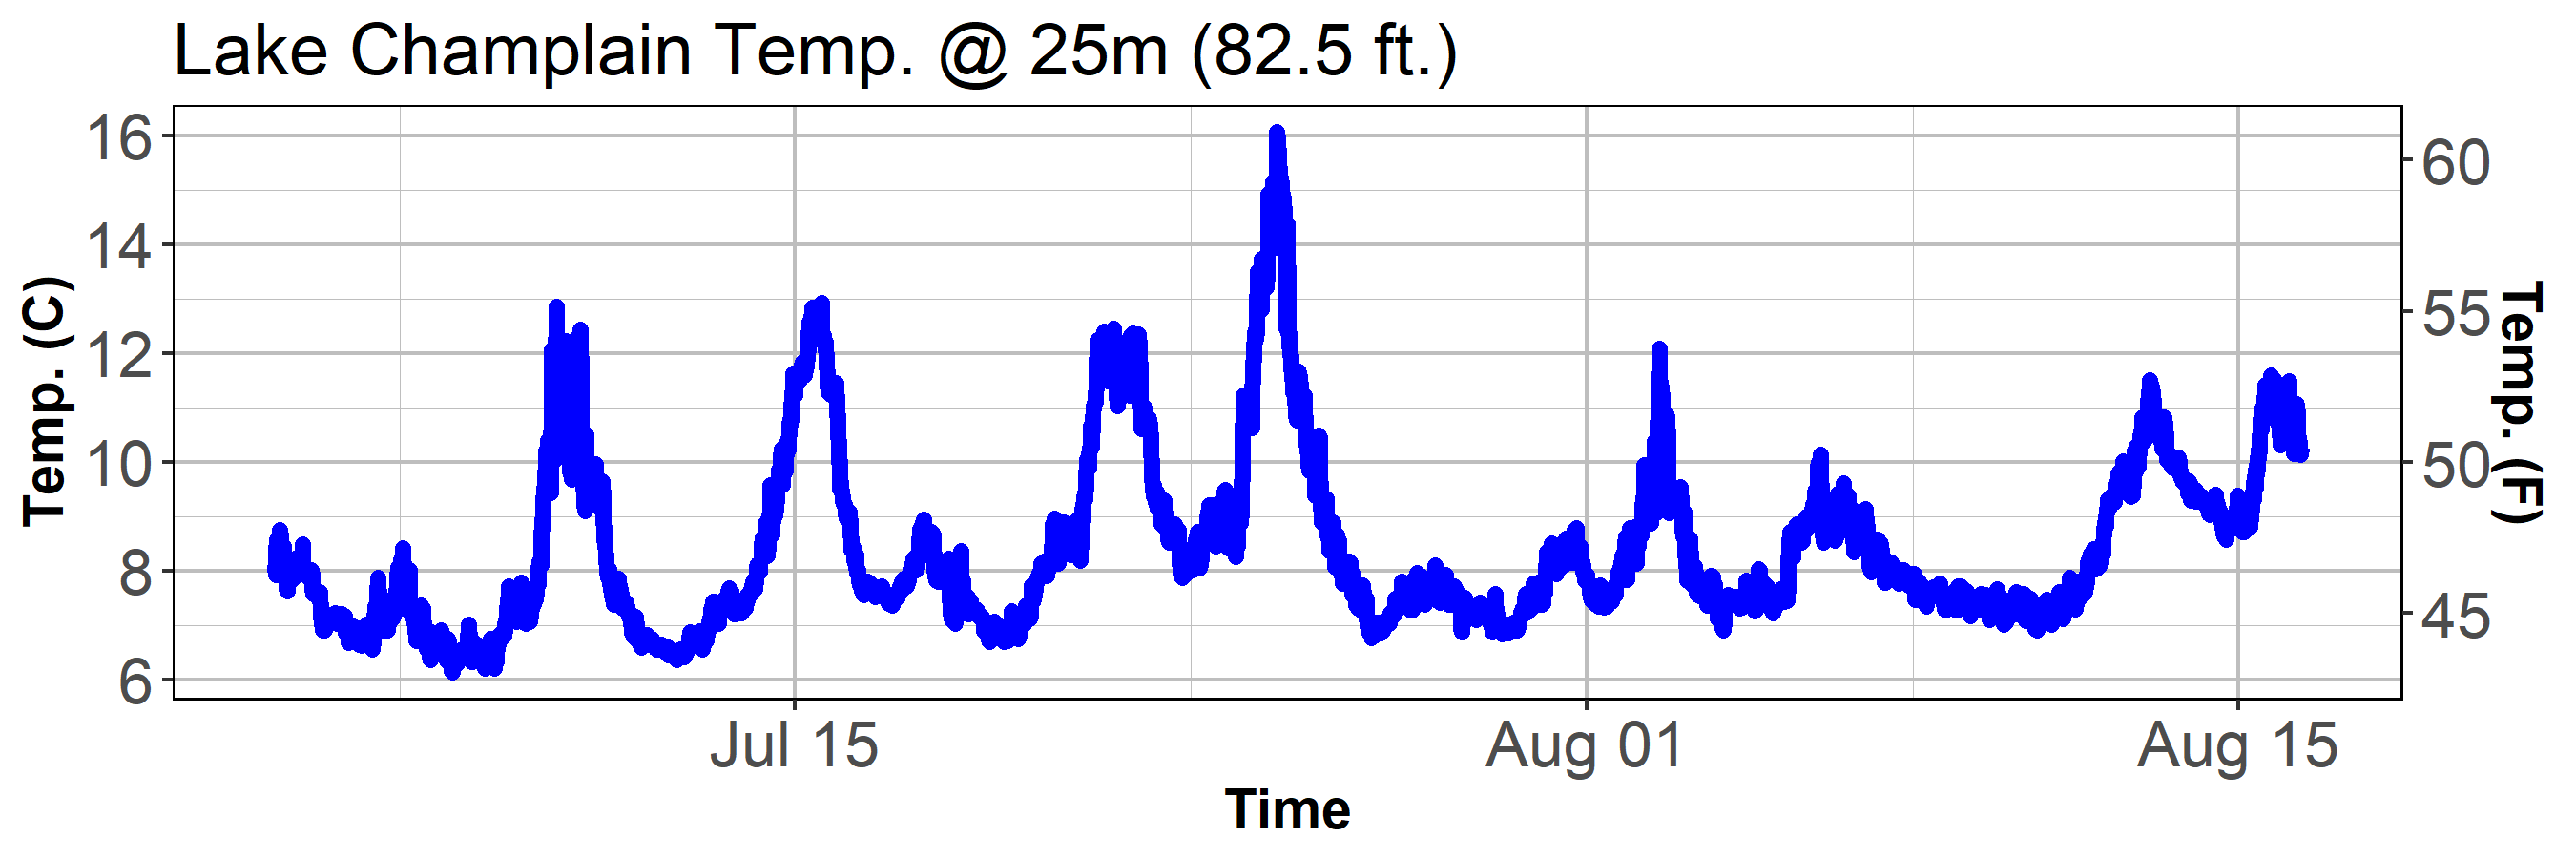 Lake Champlain Temp. @ 25m (82.5 ft.)
16
14
12
10
8
6
Temp. (C)
60
55
50
45
Temp. (F)
Jul 15
Aug 01
Aug 15
Time